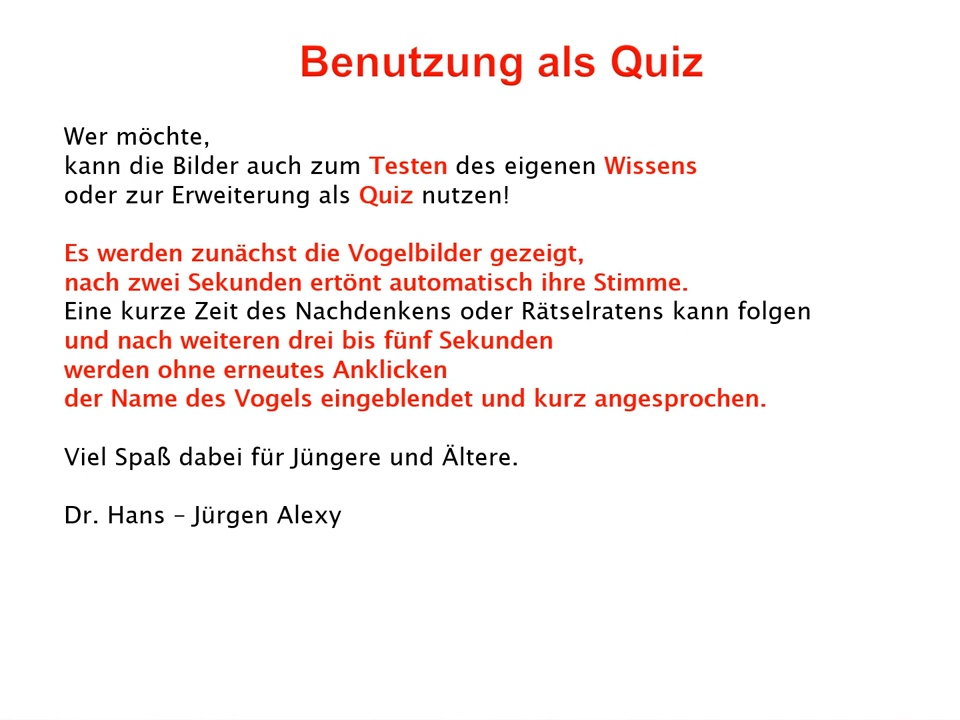 Benutzung als Quiz
Wer möchte,
kann die Bilder auch zum Testen des eigenen Wissens
oder zur Erweiterung als Quiz nutzen!
Es werden zunächst die Vogelbilder gezeigt,
nach zwei Sekunden ertönt automatisch ihre Stimme.
Eine kurze Zeit des Nachdenkens oder Rätselratens kann folgen
und nach weiteren drei bis fünf Sekunden
werden ohne erneutes Anklicken
der Name des Vogels eingeblendet und kurz angesprochen.
Viel Spaß dabei für Jüngere und Ältere.
Dr. Hans – Jürgen Alexy